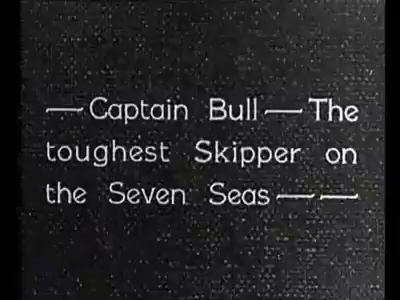 — Captain Bull — The
toughest Skipper on
the Seven Seas — —